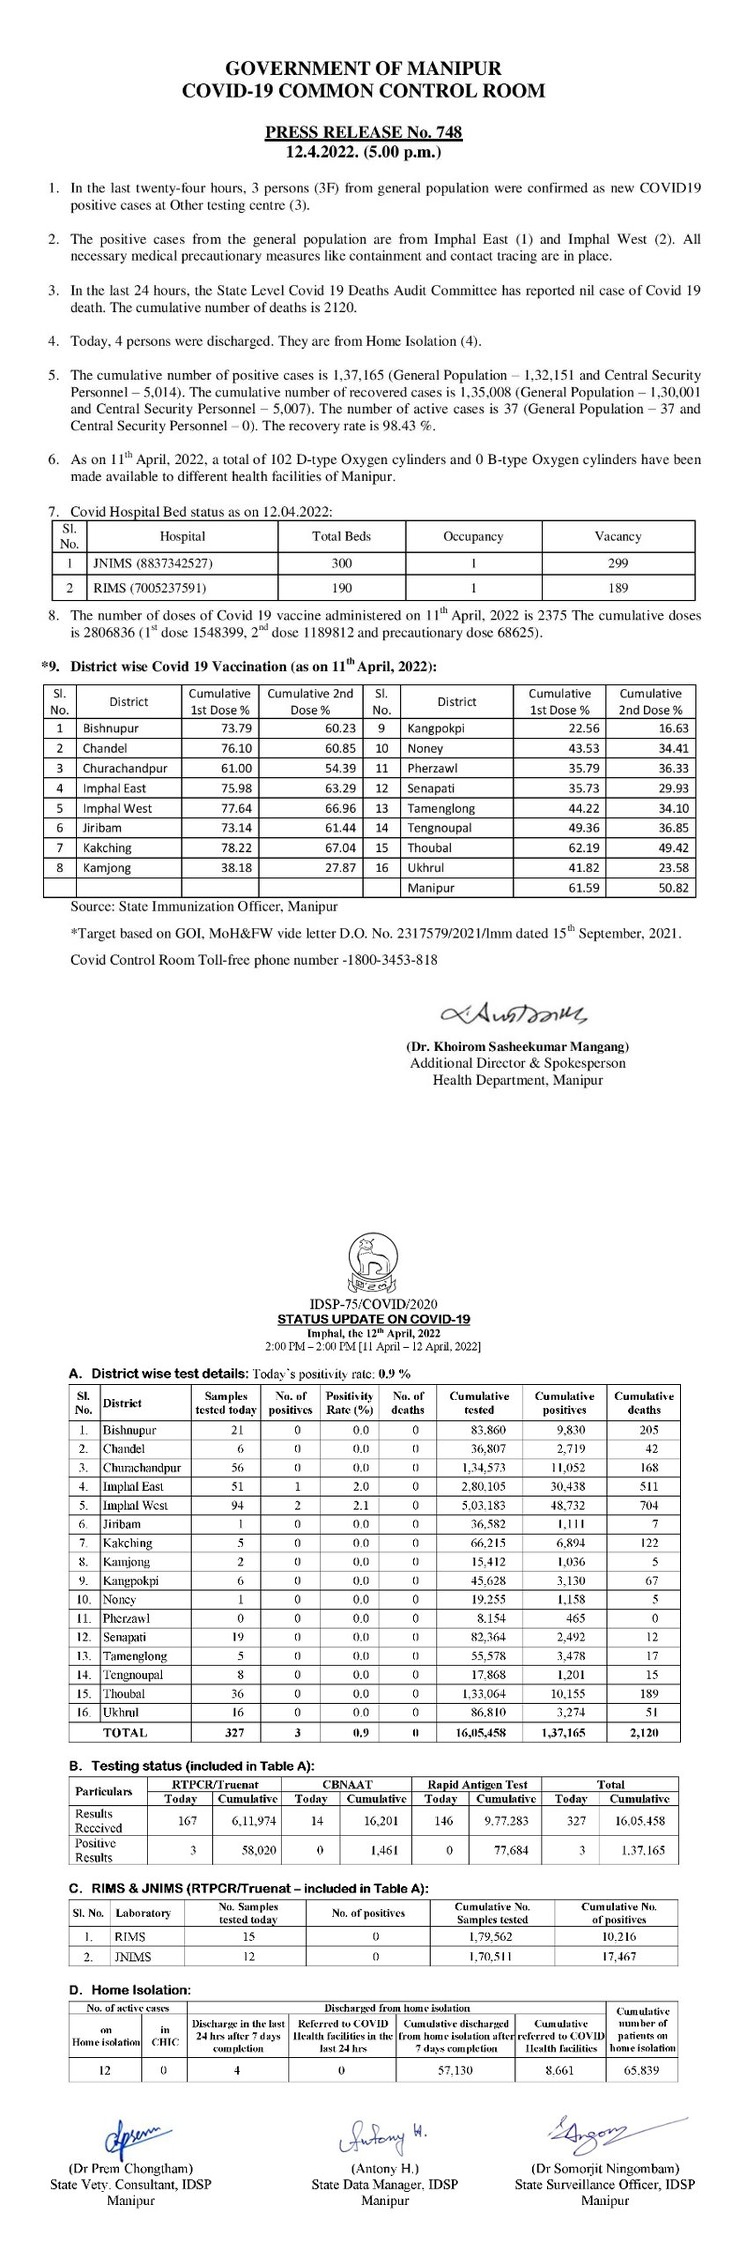 GOVERNMENT OF MANIPUR
COVID-19 COMMON CONTROL ROOM
PRESS RELEASE No. 748
12.4.2022. (5.00 p.m.)
1. In the last twenty-four hours, 3 persons (3F) from general population were confirmed as new COVID19
positive cases at Other testing centre (3).
2. The positive cases from the general population are from Imphal East (1) and Imphal West (2). All
necessary medical precautionary measures like containment and contact tracing are in place.
3. In the last 24 hours, the State Level Covid 19 Deaths Audit Committee has reported nil case of Covid 19
death. The cumulative number of deaths is 2120.
4. Today, 4 persons were discharged. They are from Home Isolation (4).
5. The cumulative number of positive cases is 1,37,165 (General Population – 1,32,151 and Central Security
Personnel – 5,014). The cumulative number of recovered cases is 1,35,008 (General Population – 1,30,001
and Central Security Personnel – 5,007). The number of active cases is 37 (General Population – 37 and
Central Security Personnel – 0). The recovery rate is 98.43 %.
6. As on 11th April, 2022, a total of 102 D-type Oxygen cylinders and 0 B-type Oxygen cylinders have been
made available to different health facilities of Manipur.
7. Covid Hospital Bed status as on 12.04.2022:
Sl. No. Hospital Total Beds Occupancy Vacancy
1 JNIMS (8837342527) 300 1 299
2 RIMS (7005237591) 190 1 189
8. The number of doses of Covid 19 vaccine administered on 11th April, 2022 is 2375 The cumulative doses
is 2806836 (1st dose 1548399, 2nd dose 1189812 and precautionary dose 68625).
*9. District wise Covid 19 Vaccination (as on 11th April, 2022):
Sl. No. District Cumulative 1st Dose % Cumulative 2nd Dose % Sl. No. District Cumulative 1st Dose % Cumulative 2nd Dose %
1 Bishnupur 73.79 60.23 9 Kangpokpi 22.56 16.63
2 Chandel 76.10 60.85 10 Noney 43.53 34.41
3 Churachandpur 61.00 54.39 11 Pherzawl 35.79 36.33
4 Imphal East 75.98 63.29 12 Senapati 35.73 29.93
5 Imphal West 77.64 66.96 13 Tamenglong 44.22 34.10
6 Jiribam 73.14 61.44 14 Tengnoupal 49.36 36.85
7 Kakching 78.22 67.04 15 Thoubal 62.19 49.42
8 Kamjong 38.18 27.87 16 Ukhrul 41.82 23.58
Manipur 61.59 50.82
Source: State Immunization Officer, Manipur
*Target based on GOI, MoH&FW vide letter D.O. No. 2317579/2021/Imm dated 15th September, 2021.
Covid Control Room Toll-free phone number -1800-3453-818
(Dr. Khoirom Sasheekumar Mangang)
Additional Director & Spokesperson
Health Department, Manipur
IDSP-75/COVID/2020
STATUS UPDATE ON COVID-19
Imphal, the 12th April, 2022
2:00 PM – 2:00 PM [11 April – 12 April, 2022]
A. District wise test details: Today's positivity rate: 0.9 %
Sl. No. District Samples tested today No. of positives Positivity Rate (%) No. of deaths Cumulative tested Cumulative positives Cumulative deaths
1. Bishnupur 21 0 0.0 0 83,860 9,830 205
2. Chandel 6 0 0.0 0 36,807 2,719 42
3. Churachandpur 56 0 0.0 0 1,34,573 11,052 168
4. Imphal East 51 1 2.0 0 2,80,105 30,438 511
5. Imphal West 94 2 2.1 0 5,03,183 48,732 704
6. Jiribam 1 0 0.0 0 36,582 1,111 7
7. Kakching 5 0 0.0 0 66,215 6,894 122
8. Kamjong 2 0 0.0 0 15,412 1,036 5
9. Kangpokpi 6 0 0.0 0 45,628 3,130 67
10. Noney 1 0 0.0 0 19,255 1,158 5
11. Pherzawl 0 0 0.0 0 8,154 465 0
12. Senapati 19 0 0.0 0 82,364 2,492 12
13. Tamenglong 5 0 0.0 0 55,578 3,478 17
14. Tengnoupal 8 0 0.0 0 17,868 1,201 15
15. Thoubal 36 0 0.0 0 1,33,064 10,155 189
16. Ukhrul 16 0 0.0 0 86,810 3,274 51
TOTAL 327 3 0.9 0 16,05,458 1,37,165 2,120
B. Testing status (included in Table A):
Particulars RTPCR/Truenat CBNAAT Rapid Antigen Test Total
Today Cumulative Today Cumulative Today Cumulative Today Cumulative
Results Received 167 6,11,974 14 16,201 146 9,77,283 327 16,05,458
Positive Results 3 58,020 0 1,461 0 77,684 3 1,37,165
C. RIMS & JNIMS (RTPCR/Truenat – included in Table A):
Sl. No. Laboratory No. Samples tested today No. of positives Cumulative No. Samples tested Cumulative No. of positives
1. RIMS 15 0 1,79,562 10,216
2. JNIMS 12 0 1,70,511 17,467
D. Home Isolation:
No. of active cases Discharged from home isolation Cumulative number of patients on home isolation
on Home isolation in CHIC Discharge in the last 24 hrs after 7 days completion Referred to COVID Health facilities in the last 24 hrs Cumulative discharged from home isolation after 7 days completion Cumulative referred to COVID Health facilities
12 0 4 0 57,130 8,661 65,839
Antony H.
(Dr Prem Chongtham) (Antony H.) (Dr Somorjit Ningombam)
State Vety. Consultant, IDSP State Data Manager, IDSP State Surveillance Officer, IDSP
Manipur Manipur Manipur